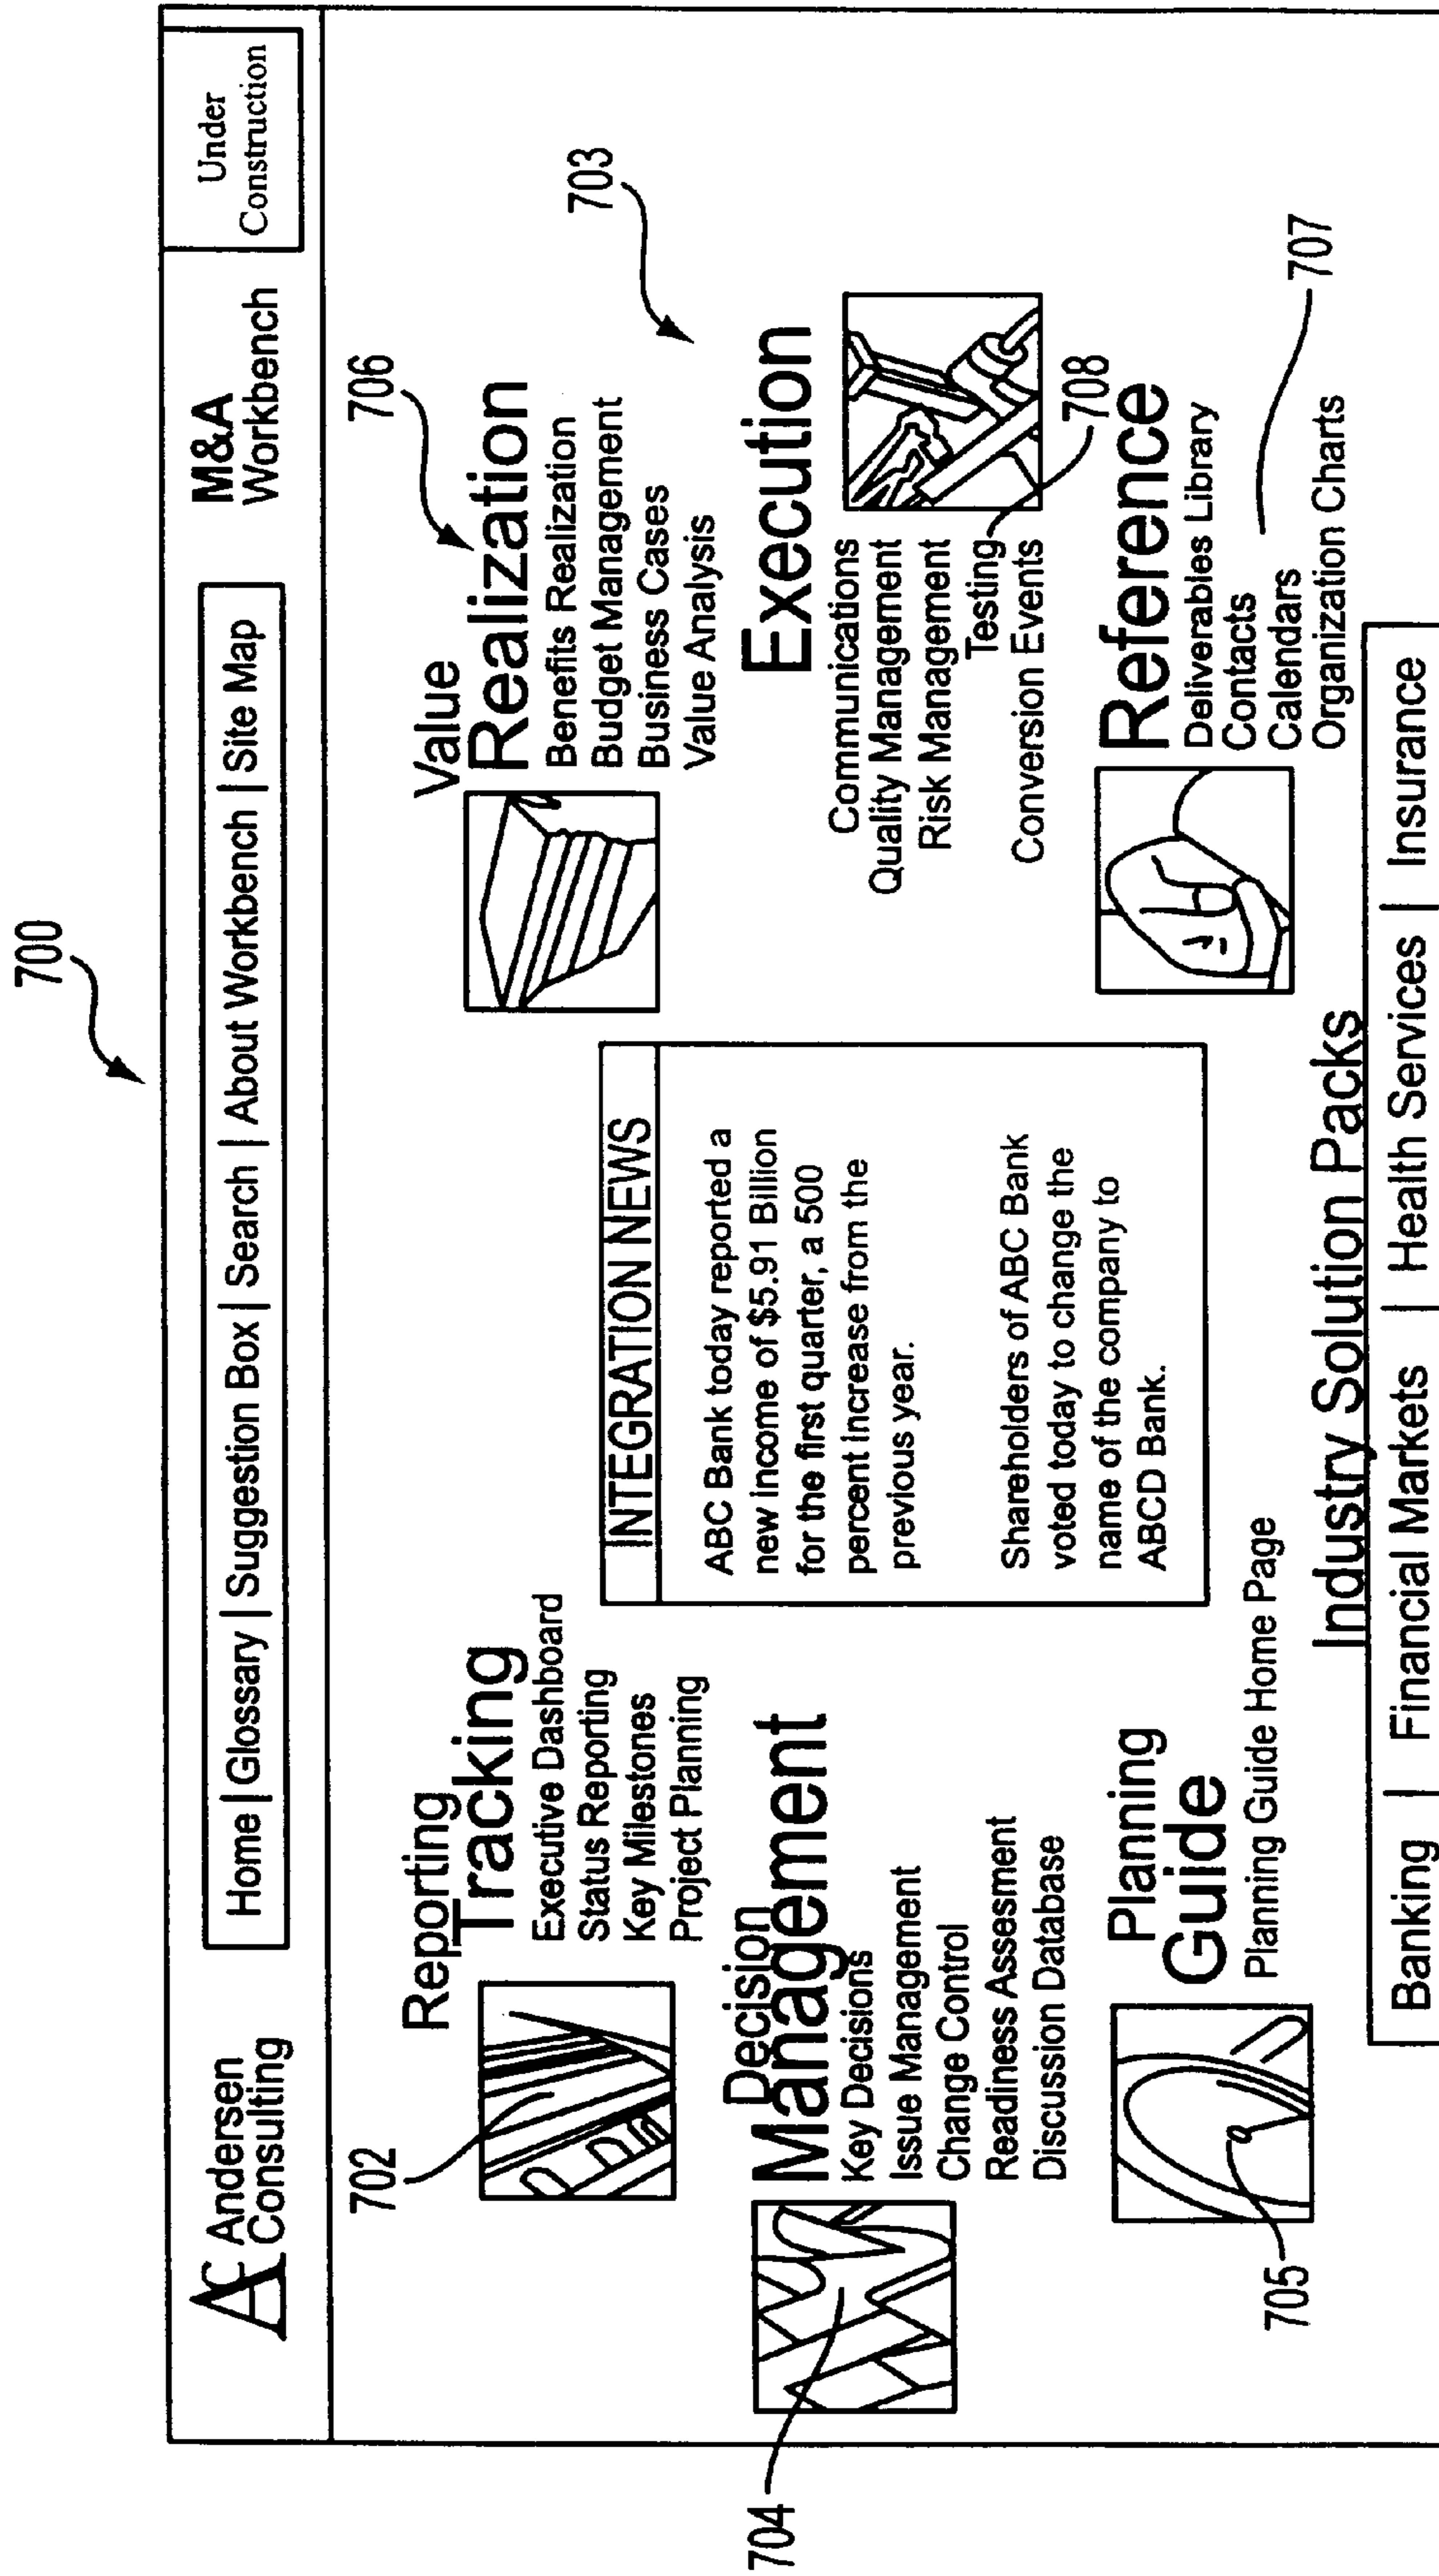 700
Andersen
Consulting
Home | Glossary | Suggestion Box | Search | About Workbench | Site Map
M&A
Workbench
Under
Construction
702
Reporting
Tracking
Executive Dashboard
Status Reporting
Key Milestones
Project Planning
706
Value
Realization
Benefits Realization
Budget Management
Business Cases
Value Analysis
703
INTEGRATION NEWS
ABC Bank today reported a
new income of $5.91 Billion
for the first quarter, a 500
percent increase from the
previous year.
Shareholders of ABC Bank
voted today to change the
name of the company to
ABCD Bank.
704
Decision
Management
Key Decisions
Issue Management
Change Control
Readiness Assesment
Discussion Database
Execution
Communications
Quality Management
Risk Management
Testing
Conversion Events
708
705
Planning
Guide
Planning Guide Home Page
Reference
Deliverables Library
Contacts
Calendars
Organization Charts
707
Industry Solution Packs
Banking | Financial Markets | Health Services | Insurance